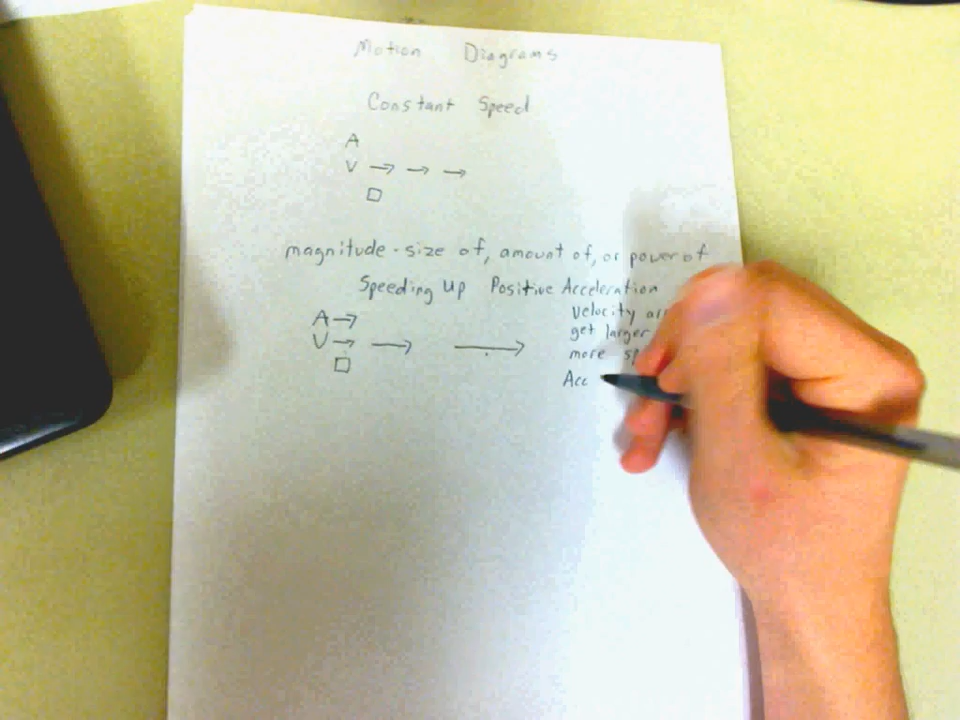 Motion Diagrams
Constant Speed
A
V → → →
magnitude - size of, amount of, or power of
Speeding Up Positive Acceleration
A →
V → → →
Velocity
get larger
more
Acc